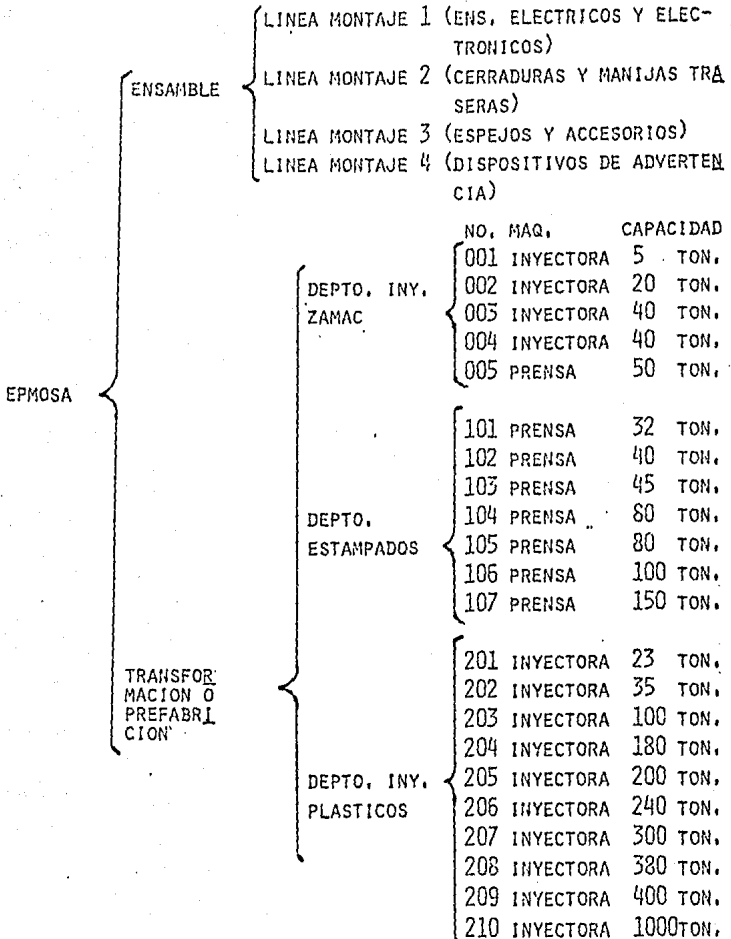 LINEA MONTAJE 1 (ENS. ELECTRICOS Y ELEC-
TRONICOS)
ENSAMBLE
LINEA MONTAJE 2 (CERRADURAS Y MANIJAS TRA
SERAS)
LINEA MONTAJE 3 (ESPEJOS Y ACCESORIOS)
LINEA MONTAJE 4 (DISPOSITIVOS DE ADVERTEN
CIA)
EPMOSA
TRANSFOR
MACION O
PREFABRI
CION
NO. MAQ. CAPACIDAD
DEPTO. INY.
ZAMAC
001 INYECTORA 5 TON.
002 INYECTORA 20 TON.
003 INYECTORA 40 TON.
004 INYECTORA 40 TON.
005 PRENSA 50 TON.
DEPTO.
ESTAMPADOS
101 PRENSA 32 TON.
102 PRENSA 40 TON.
103 PRENSA 45 TON.
104 PRENSA 80 TON.
105 PRENSA 80 TON.
106 PRENSA 100 TON.
107 PRENSA 150 TON.
DEPTO. INY.
PLASTICOS
201 INYECTORA 23 TON.
202 INYECTORA 35 TON.
203 INYECTORA 100 TON.
204 INYECTORA 180 TON.
205 INYECTORA 200 TON.
206 INYECTORA 240 TON.
207 INYECTORA 300 TON.
208 INYECTORA 380 TON.
209 INYECTORA 400 TON.
210 INYECTORA 1000TON.